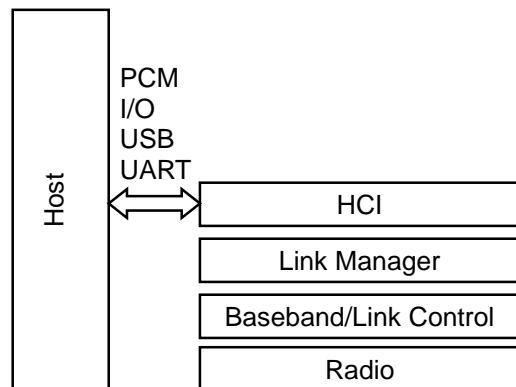 Host
PCM
I/O
USB
UART
HCI
Link Manager
Baseband/Link Control
Radio